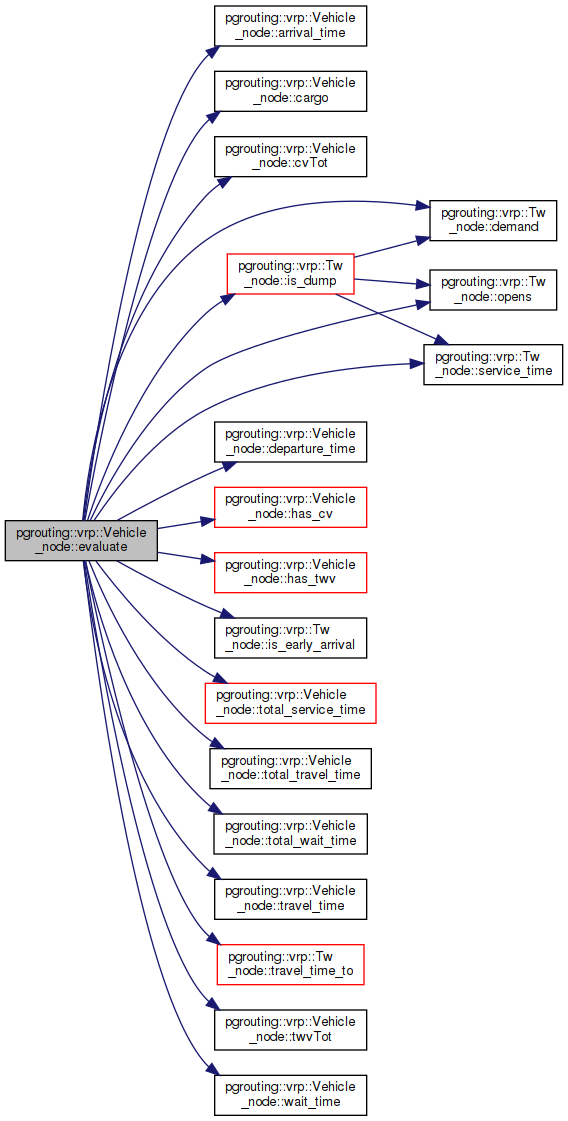 pgrouting::vrp::Vehicle
_node::arrival_time
pgrouting::vrp::Vehicle
_node::cargo
pgrouting::vrp::Vehicle
_node::cvTot
pgrouting::vrp::Tw
_node::demand
pgrouting::vrp::Tw
_node::is_dump
pgrouting::vrp::Tw
_node::opens
pgrouting::vrp::Tw
_node::service_time
pgrouting::vrp::Vehicle
_node::departure_time
pgrouting::vrp::Vehicle
_node::has_cv
pgrouting::vrp::Vehicle
_node::evaluate
pgrouting::vrp::Vehicle
_node::has_twv
pgrouting::vrp::Tw
_node::is_early_arrival
pgrouting::vrp::Vehicle
_node::total_service_time
pgrouting::vrp::Vehicle
_node::total_travel_time
pgrouting::vrp::Vehicle
_node::total_wait_time
pgrouting::vrp::Vehicle
_node::travel_time
pgrouting::vrp::Tw
_node::travel_time_to
pgrouting::vrp::Vehicle
_node::twvTot
pgrouting::vrp::Vehicle
_node::wait_time